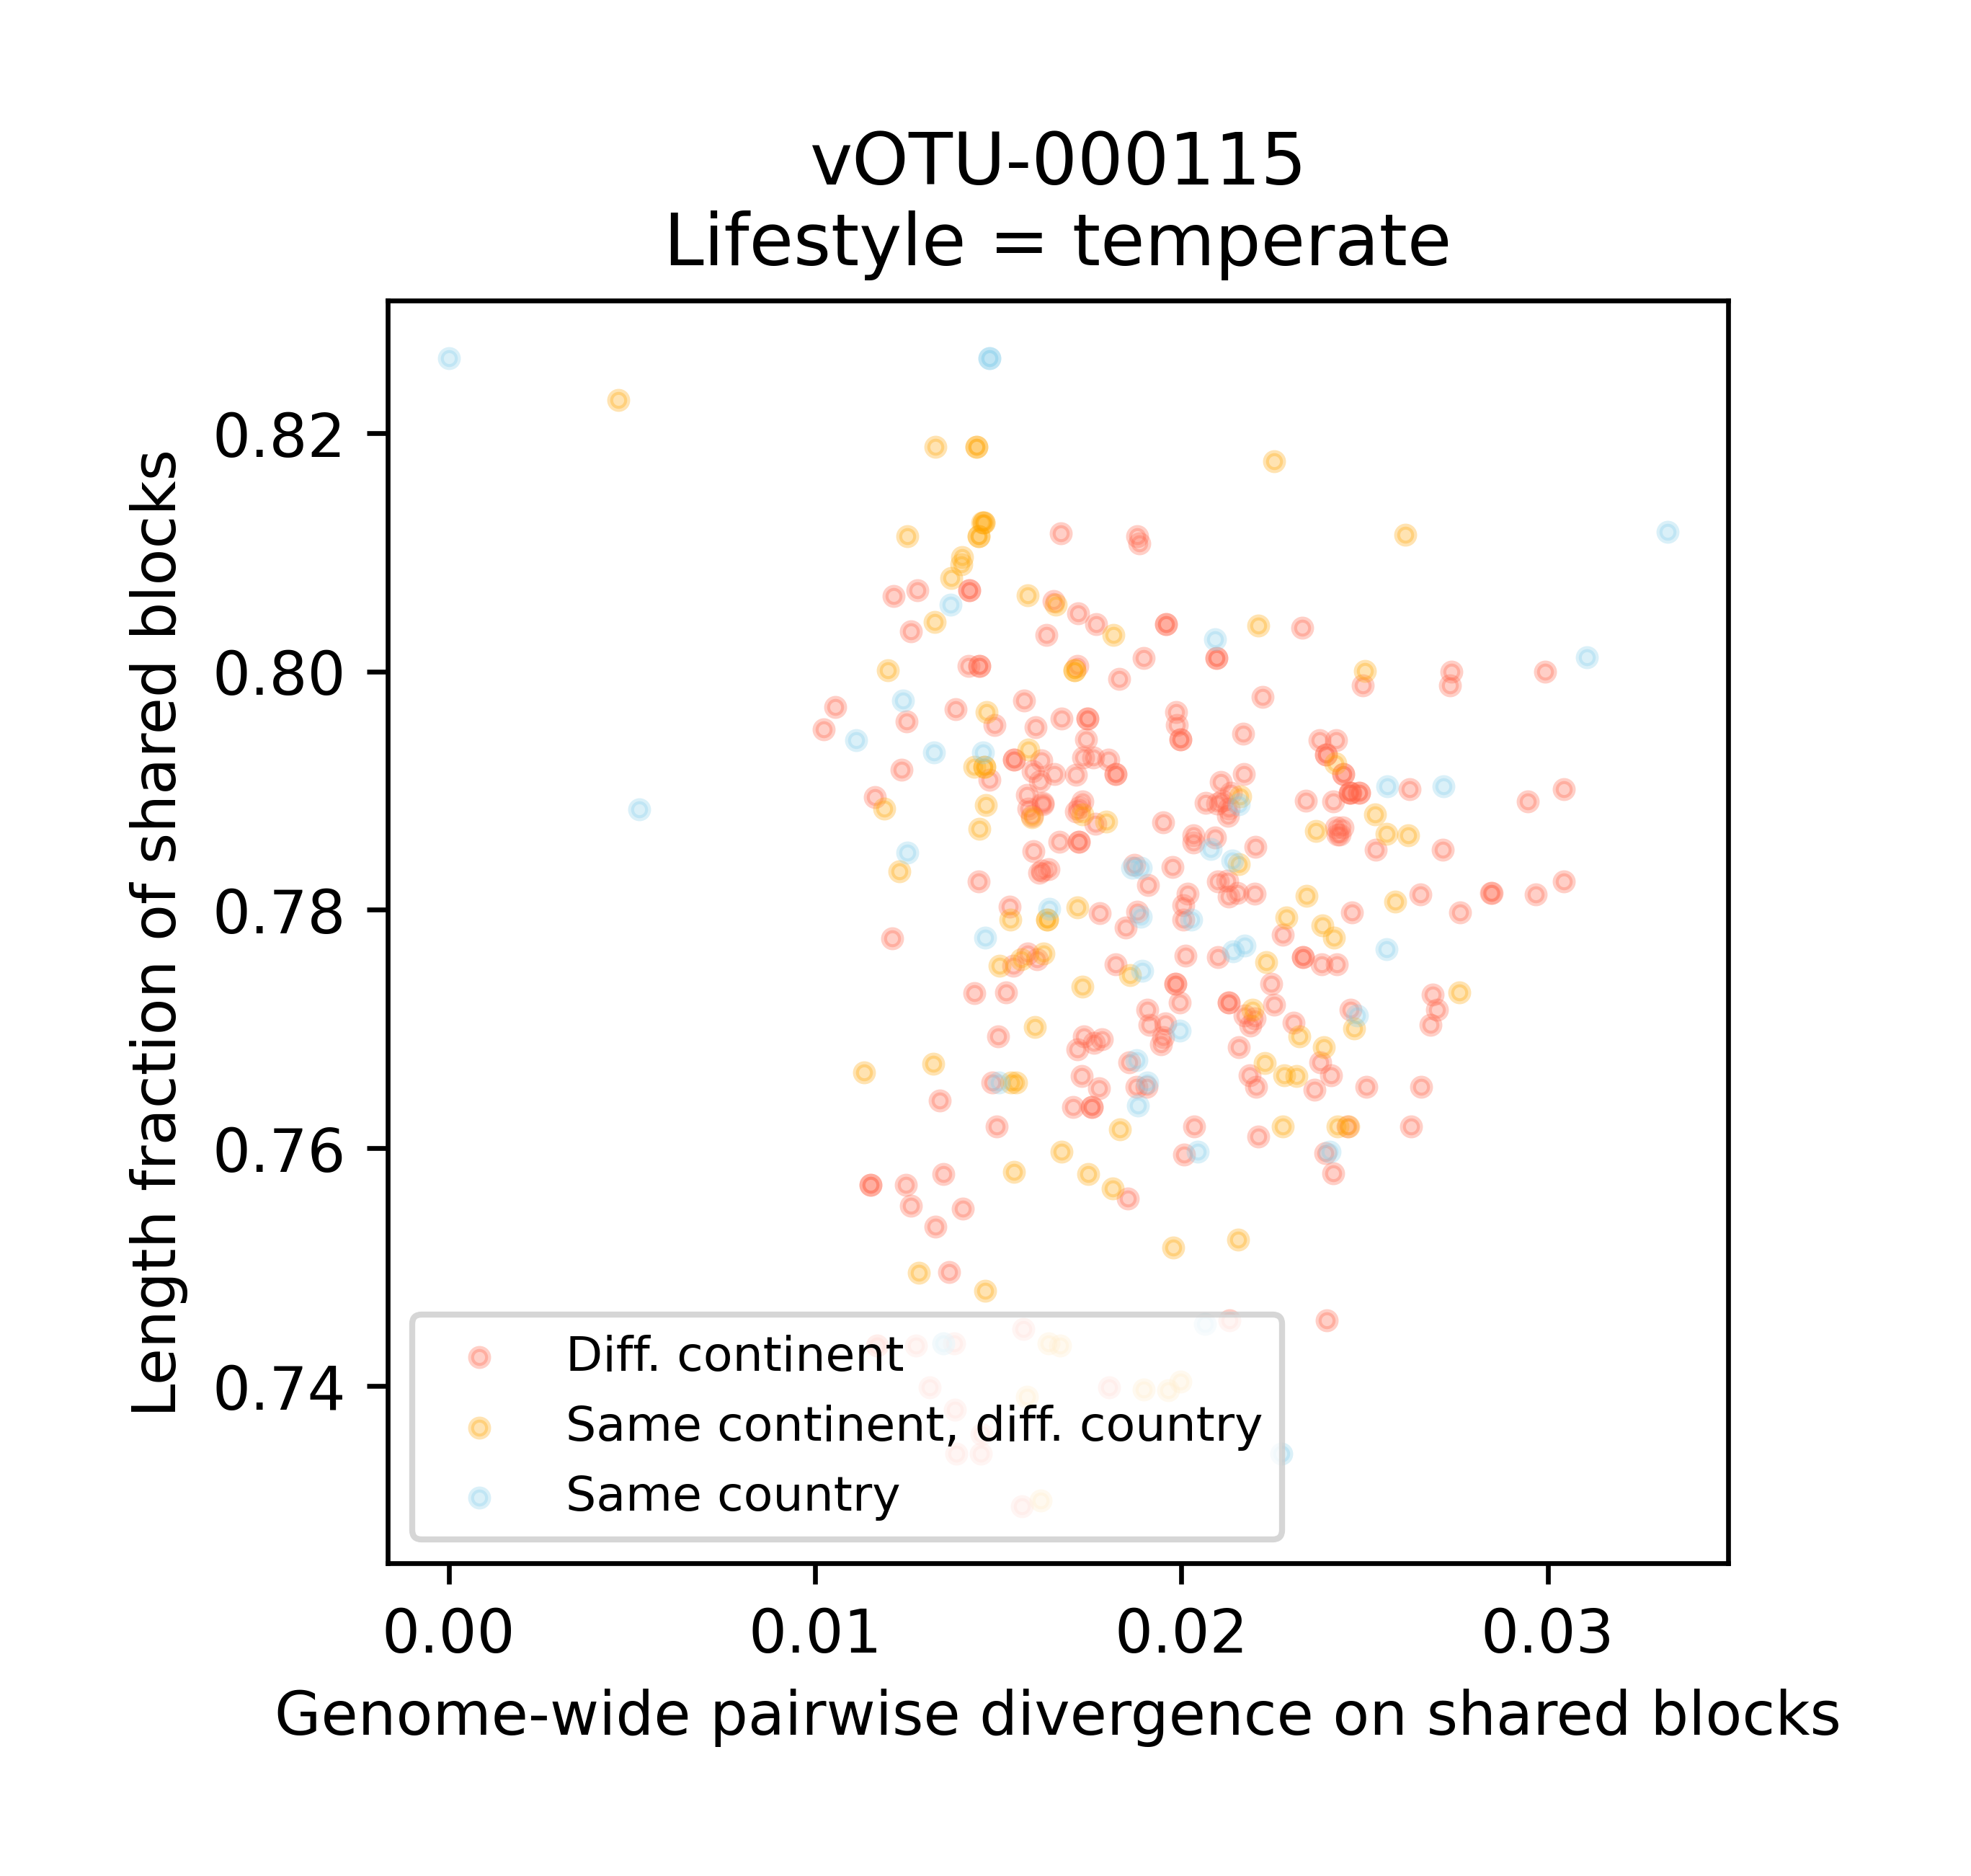 vOTU-000115
Lifestyle = temperate
Length fraction of shared blocks
0.82
0.80
0.78
0.76
0.74
Diff. continent
Same continent, diff. country
Same country
0.00
0.01
0.02
0.03
Genome-wide pairwise divergence on shared blocks